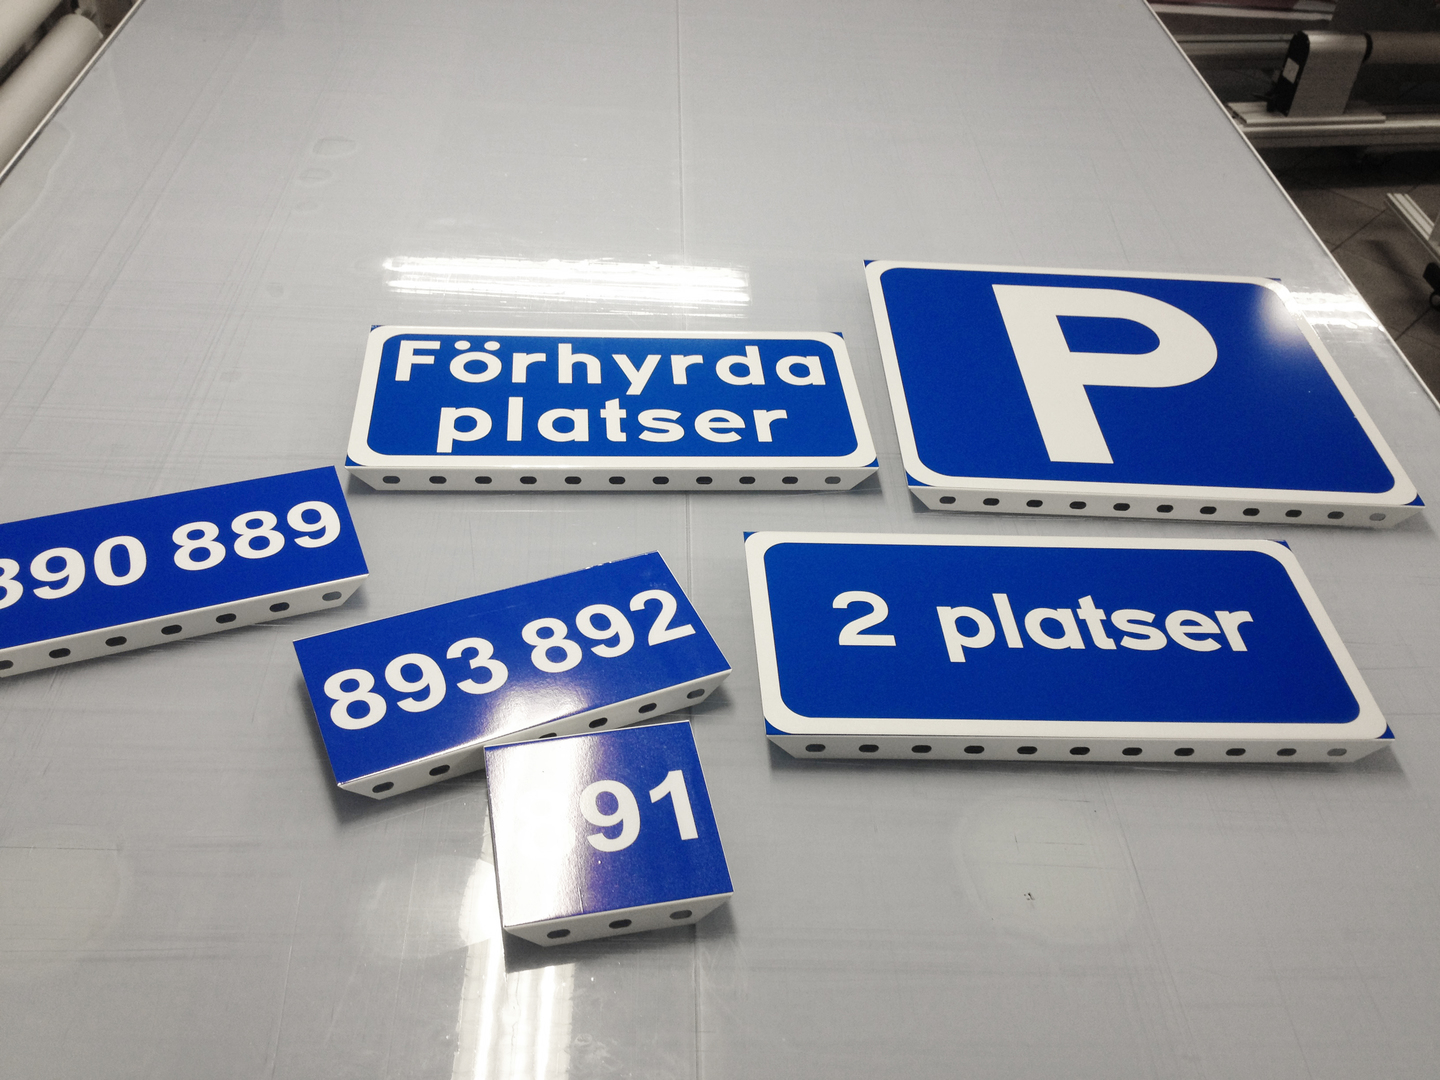 P
Förhyrda
platser
2 platser
890 889
893 892
91